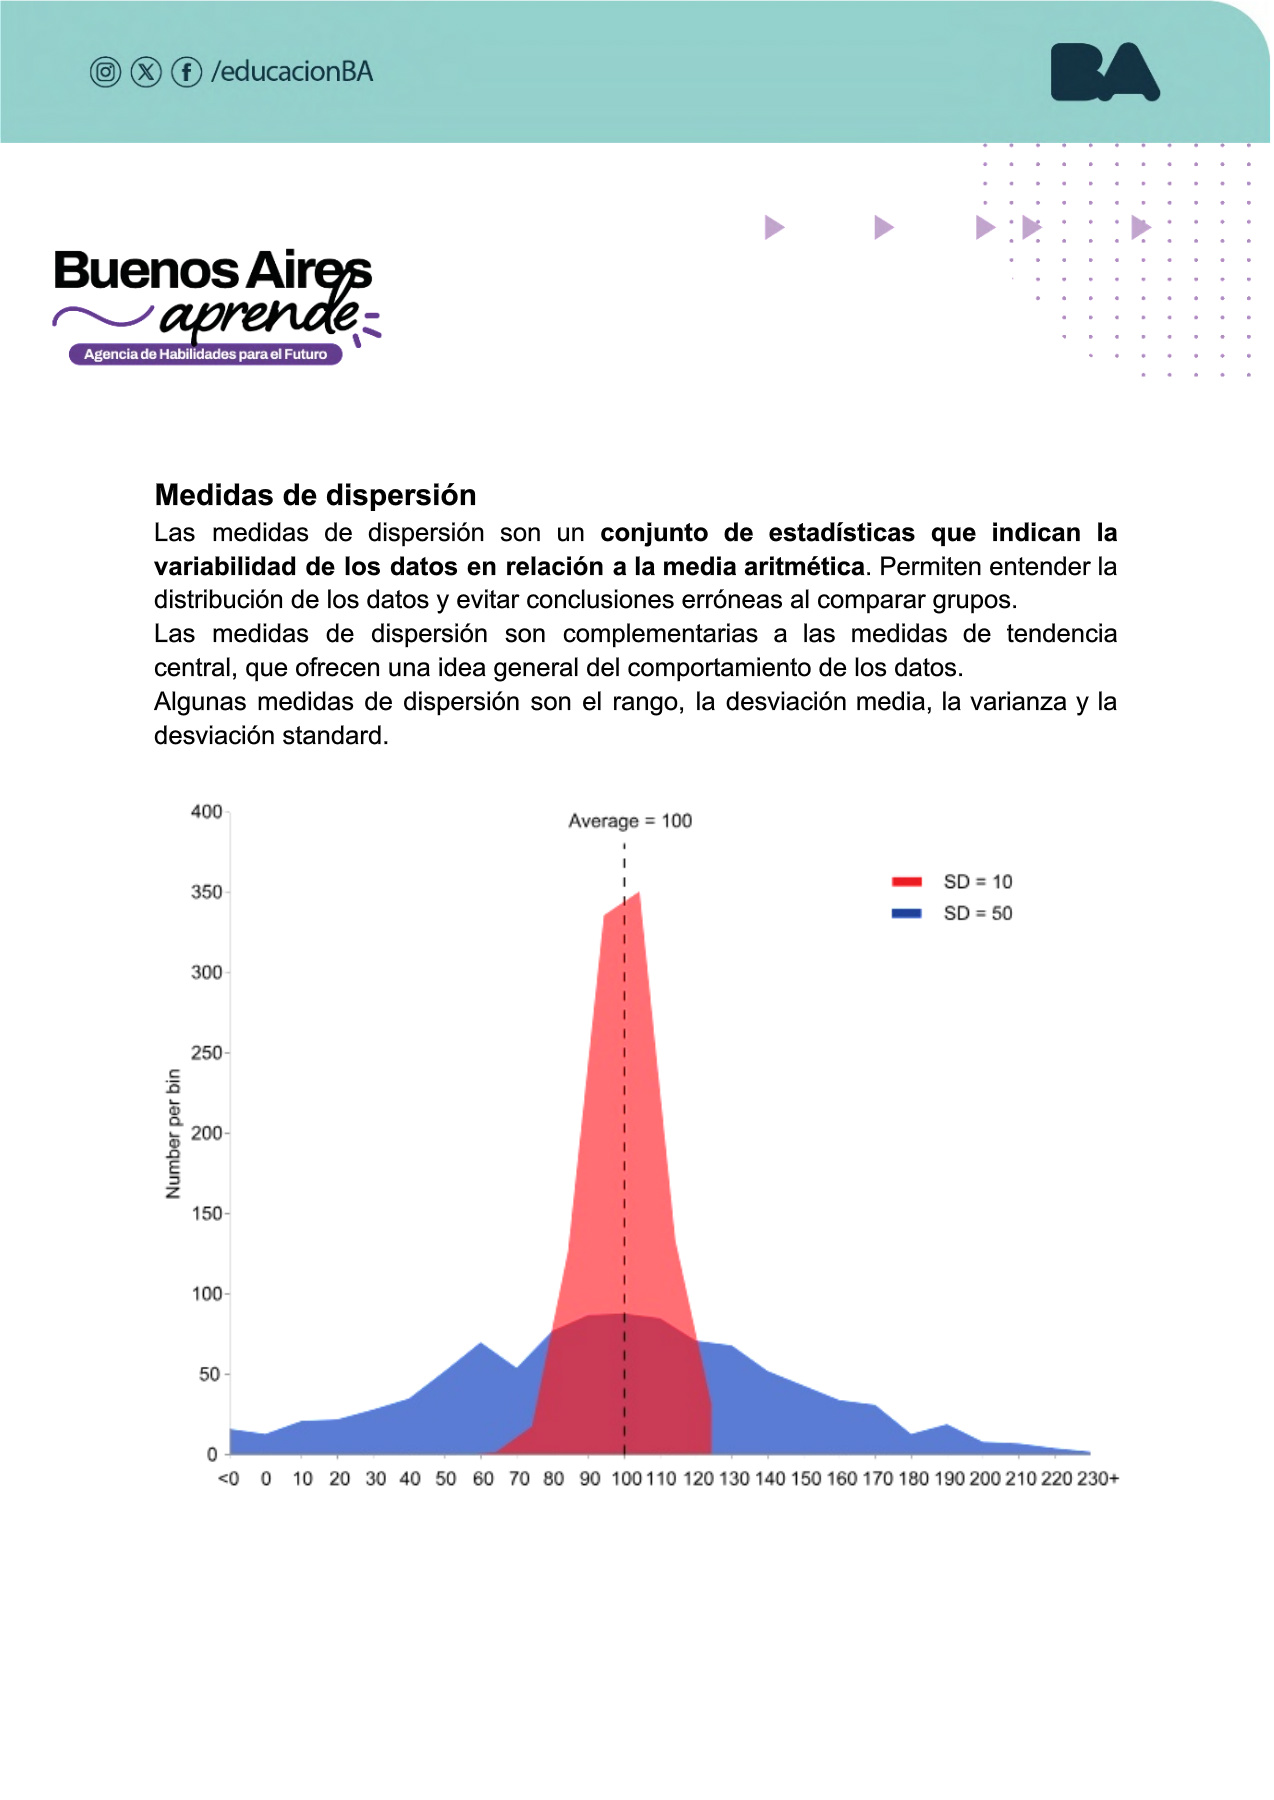 /educacionBA
BA
Buenos Aires
aprende
Agencia de Habilidades para el Futuro
Medidas de dispersión
Las medidas de dispersión son un conjunto de estadísticas que indican la
variabilidad de los datos en relación a la media aritmética. Permiten entender la
distribución de los datos y evitar conclusiones erróneas al comparar grupos.
Las medidas de dispersión son complementarias a las medidas de tendencia
central, que ofrecen una idea general del comportamiento de los datos.
Algunas medidas de dispersión son el rango, la desviación media, la varianza y la
desviación standard.
Average = 100
SD = 10
SD = 50
Number per bin
400
350
300
250
200
150
100
50
0
<0 0 10 20 30 40 50 60 70 80 90 100 110 120 130 140 150 160 170 180 190 200 210 220 230+